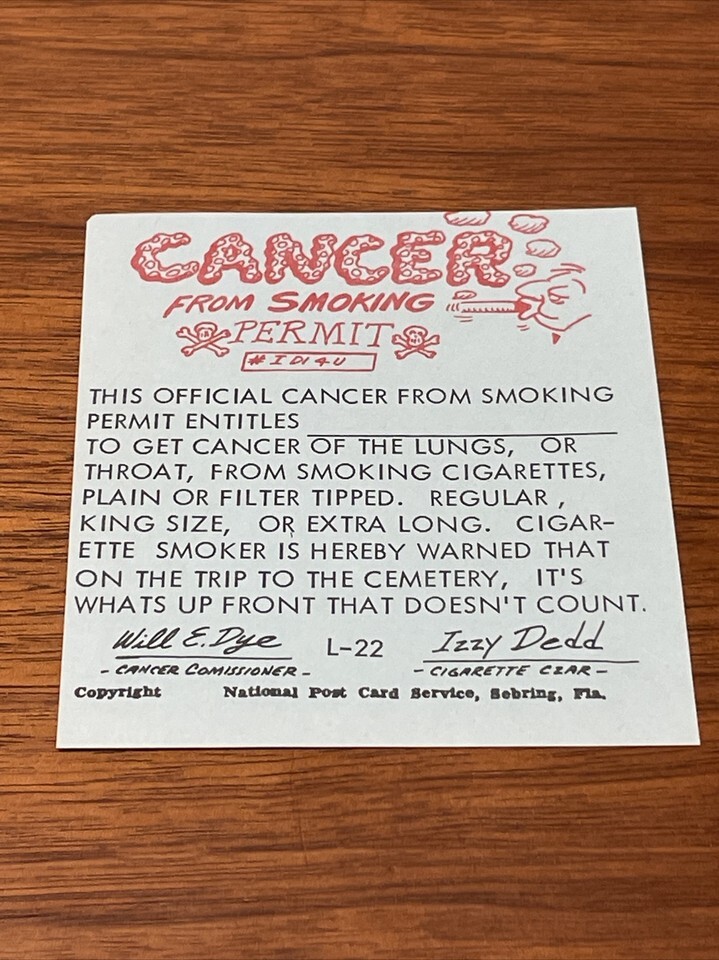 CANCER
FROM SMOKING
PERMIT
# I DI 4 U
THIS OFFICIAL CANCER FROM SMOKING
PERMIT ENTITLES
TO GET CANCER OF THE LUNGS, OR
THROAT, FROM SMOKING CIGARETTES,
PLAIN OR FILTER TIPPED. REGULAR,
KING SIZE, OR EXTRA LONG. CIGAR-
ETTE SMOKER IS HEREBY WARNED THAT
ON THE TRIP TO THE CEMETERY, IT'S
WHATS UP FRONT THAT DOESN'T COUNT.
Will E. Dye L-22 Izzy Dedd
- CANCER COMISSIONER - - CIGARETTE CZAR -
Copyright National Post Card Service, Sebring, Fla.